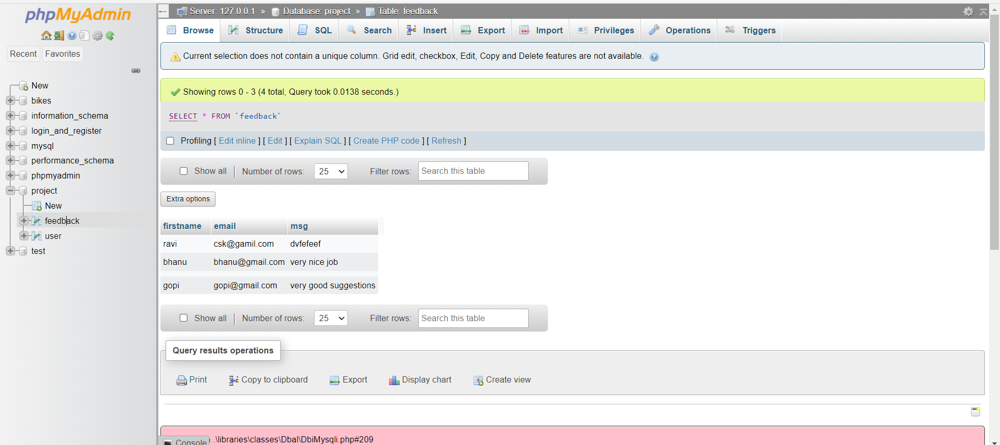 phpMyAdmin
Recent Favorites
New
bikes
information_schema
login_and_register
mysql
performance_schema
phpmyadmin
project
New
feedback
user
test
Server: 127.0.0.1 » Database: project » Table: feedback
Browse Structure SQL Search Insert Export Import Privileges Operations Triggers
Current selection does not contain a unique column. Grid edit, checkbox, Edit, Copy and Delete features are not available.
Showing rows 0 - 3 (4 total, Query took 0.0138 seconds.)
SELECT * FROM `feedback`
Profiling [ Edit inline ] [ Edit ] [ Explain SQL ] [ Create PHP code ] [ Refresh ]
Show all Number of rows: 25 Filter rows: Search this table
Extra options
firstname email msg
ravi csk@gamil.com dvfefeef
bhanu bhanu@gmail.com very nice job
gopi gopi@gmail.com very good suggestions
Show all Number of rows: 25 Filter rows: Search this table
Query results operations
Print Copy to clipboard Export Display chart Create view
.\libraries\classes\Dbal\DbiMysqli.php#209
Console